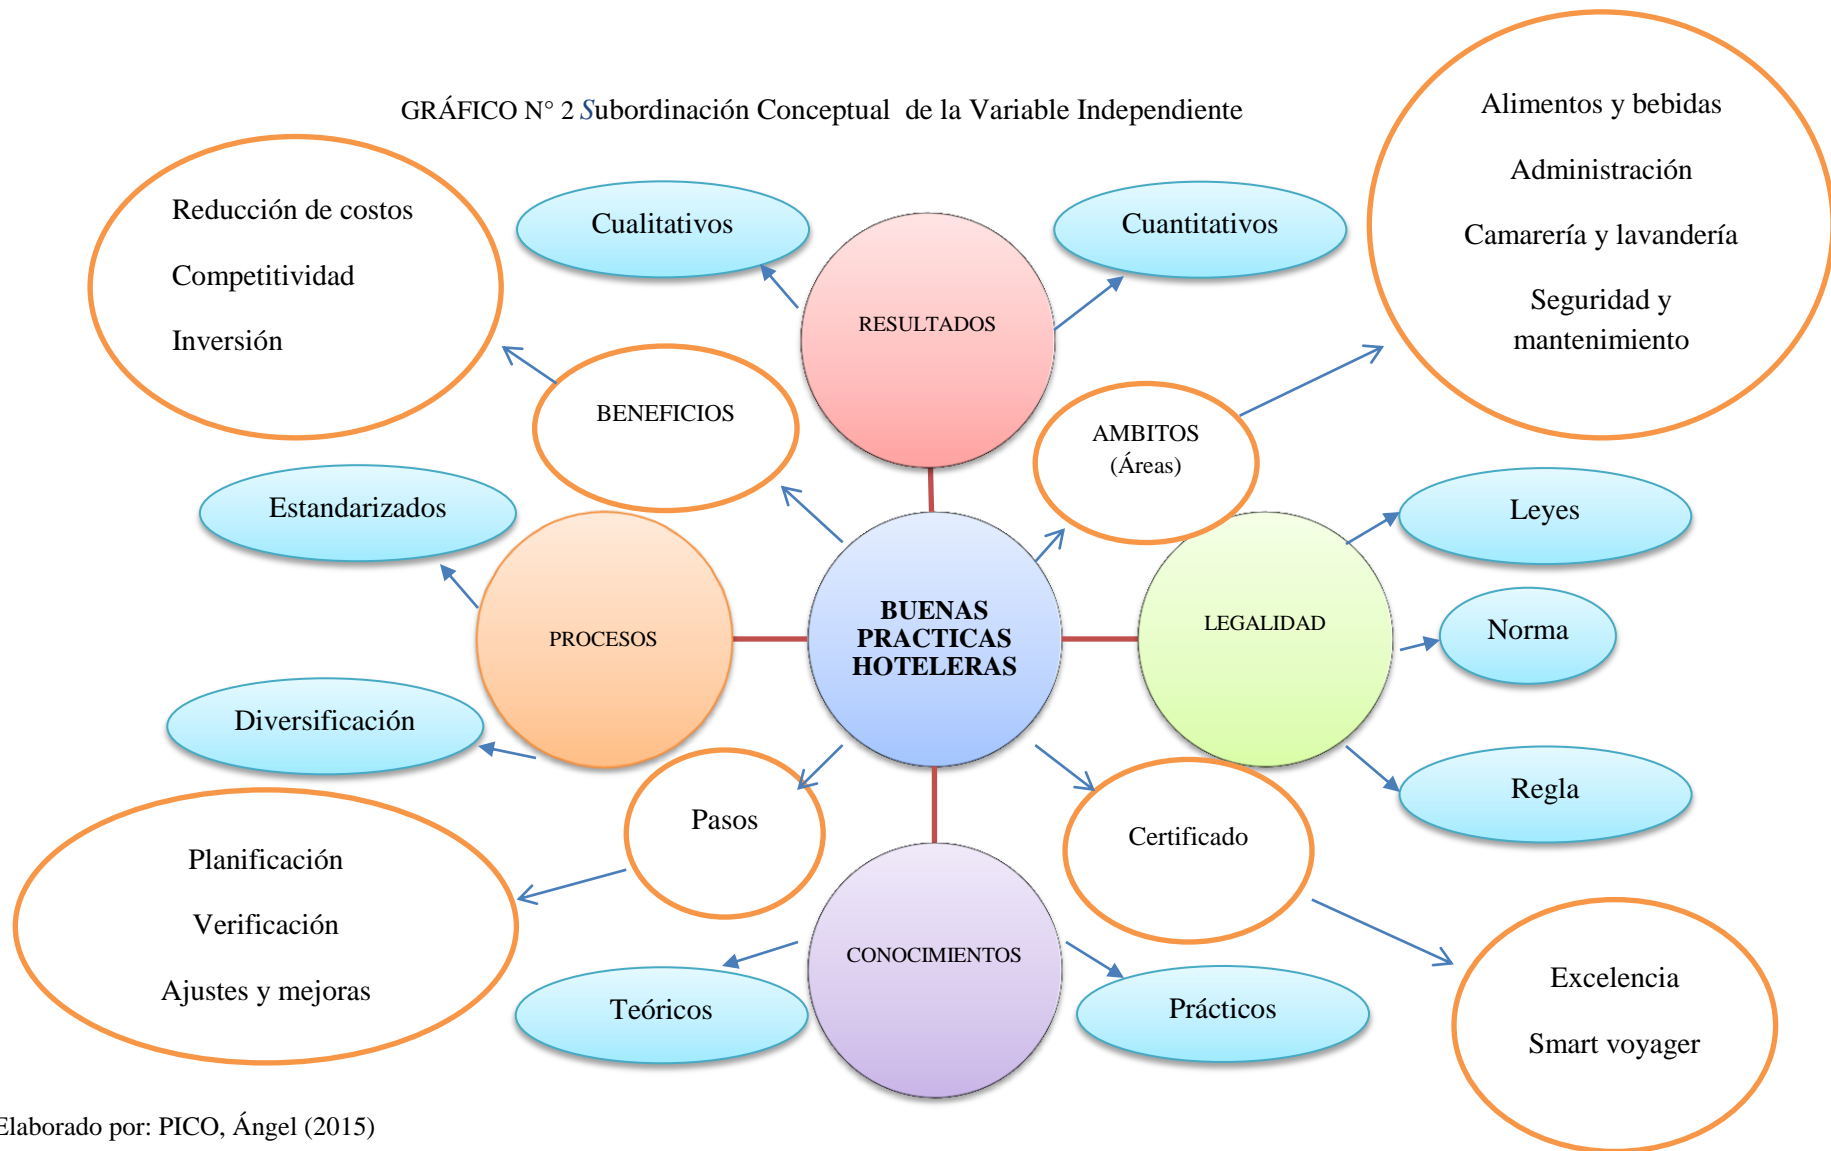 GRÁFICO N° 2 Subordinación Conceptual de la Variable Independiente
Alimentos y bebidas
Administración
Camarería y lavandería
Seguridad y
mantenimiento
Reducción de costos
Competitividad
Inversión
Cualitativos
Cuantitativos
RESULTADOS
BENEFICIOS
AMBITOS
(Áreas)
Estandarizados
Leyes
PROCESOS
BUENAS
PRACTICAS
HOTELERAS
LEGALIDAD
Norma
Diversificación
Regla
Pasos
Certificado
Planificación
Verificación
Ajustes y mejoras
CONOCIMIENTOS
Teóricos
Prácticos
Excelencia
Smart voyager
Elaborado por: PICO, Ángel (2015)